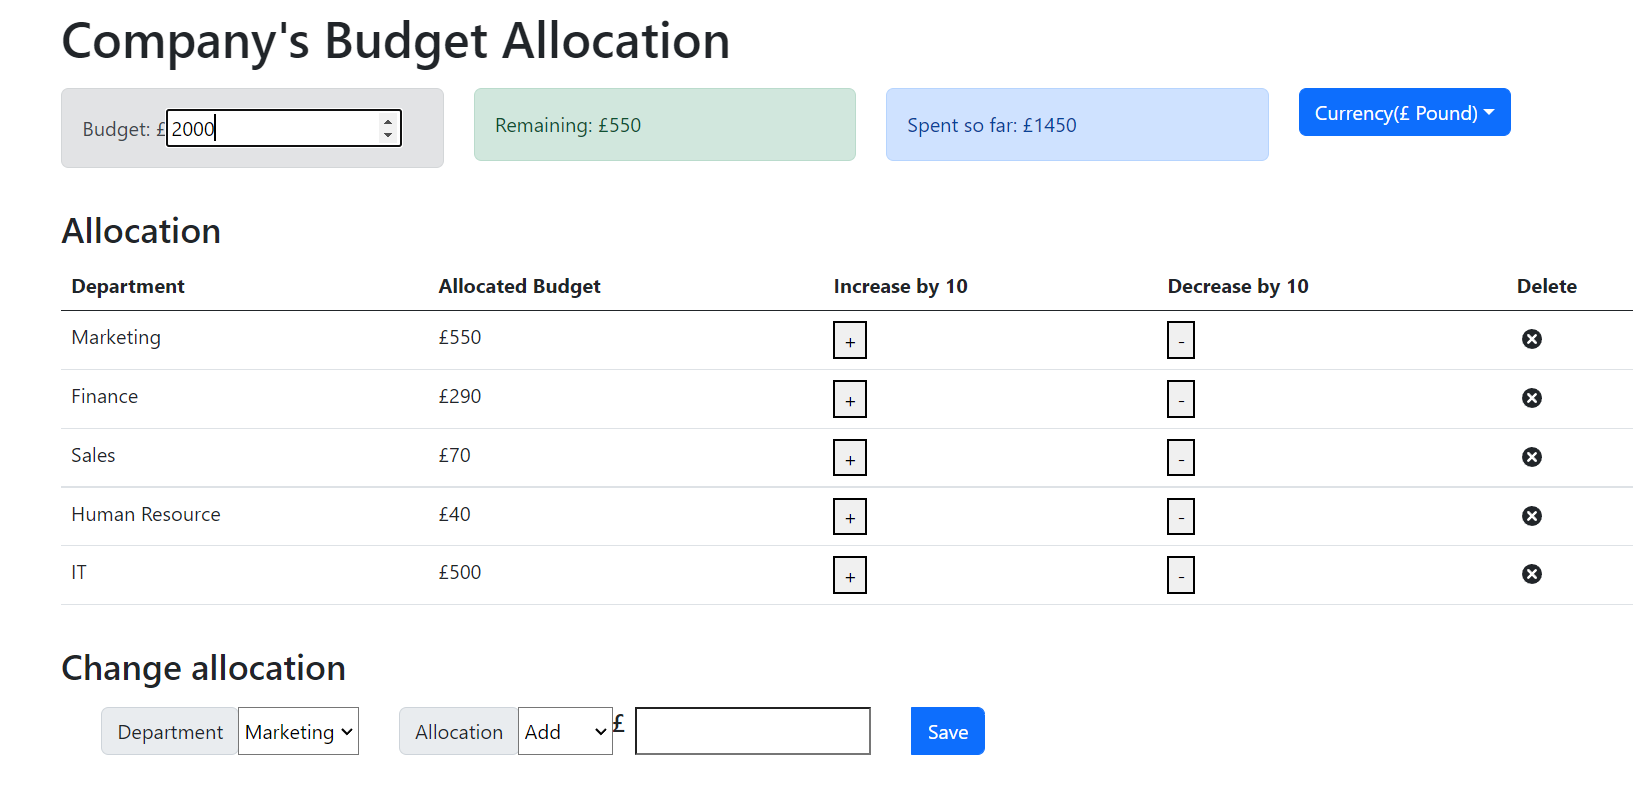 Company's Budget Allocation
Budget: £ 2000
Remaining: £550
Spent so far: £1450
Currency(£ Pound)
Allocation
Department Allocated Budget Increase by 10 Decrease by 10 Delete
Marketing £550 + -
Finance £290 + -
Sales £70 + -
Human Resource £40 + -
IT £500 + -
Change allocation
Department Marketing Allocation Add £ Save